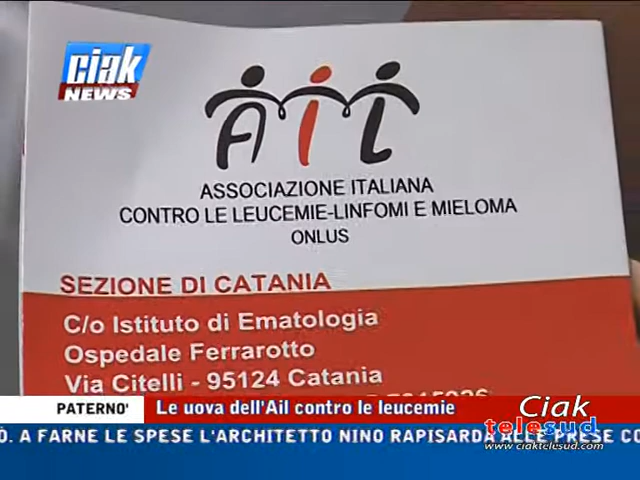 ciak
NEWS
AIL
ASSOCIAZIONE ITALIANA
CONTRO LE LEUCEMIE-LINFOMI E MIELOMA
ONLUS
SEZIONE DI CATANIA
C/o Istituto di Ematologia
Ospedale Ferrarotto
Via Citelli - 95124 Catania
PATERNO' Le uova dell'Ail contro le leucemie
Ciak
telesud
O. A FARNE LE SPESE L'ARCHITETTO NINO RAPISARDA ALLE PRESE CO
www.ciaktelesud.com